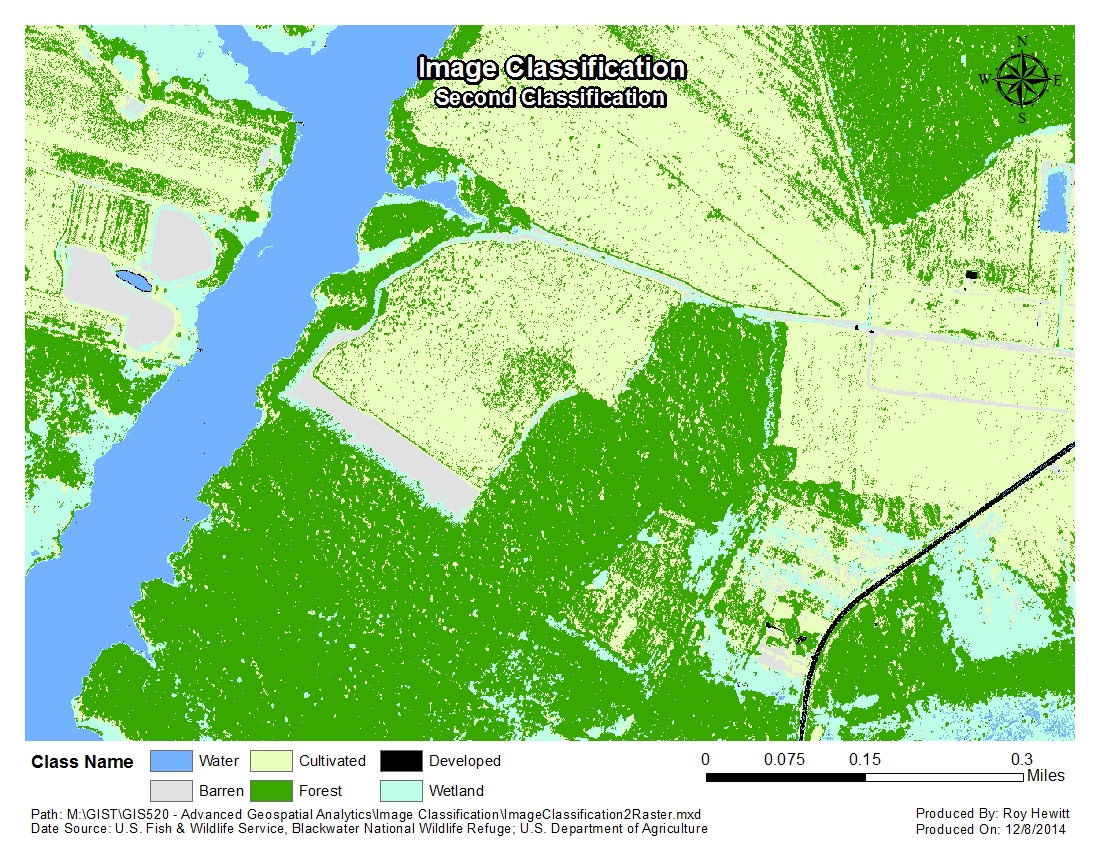 Image Classification
Second Classification
N
W E
S
Class Name
Water Cultivated Developed
Barren Forest Wetland
0 0.075 0.15 0.3
Miles
Path: M:\GIST\GIS520 - Advanced Geospatial Analytics\Image Classification\ImageClassification2Raster.mxd
Date Source: U.S. Fish & Wildlife Service, Blackwater National Wildlife Refuge; U.S. Department of Agriculture
Produced By: Roy Hewitt
Produced On: 12/8/2014